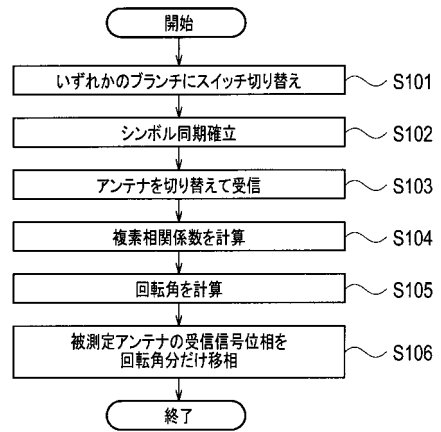 開始
いずれかのブランチにスイッチ切り替え S101
シンボル同期確立 S102
アンテナを切り替えて受信 S103
複素相関係数を計算 S104
回転角を計算 S105
被測定アンテナの受信信号位相を
回転角分だけ移相 S106
終了